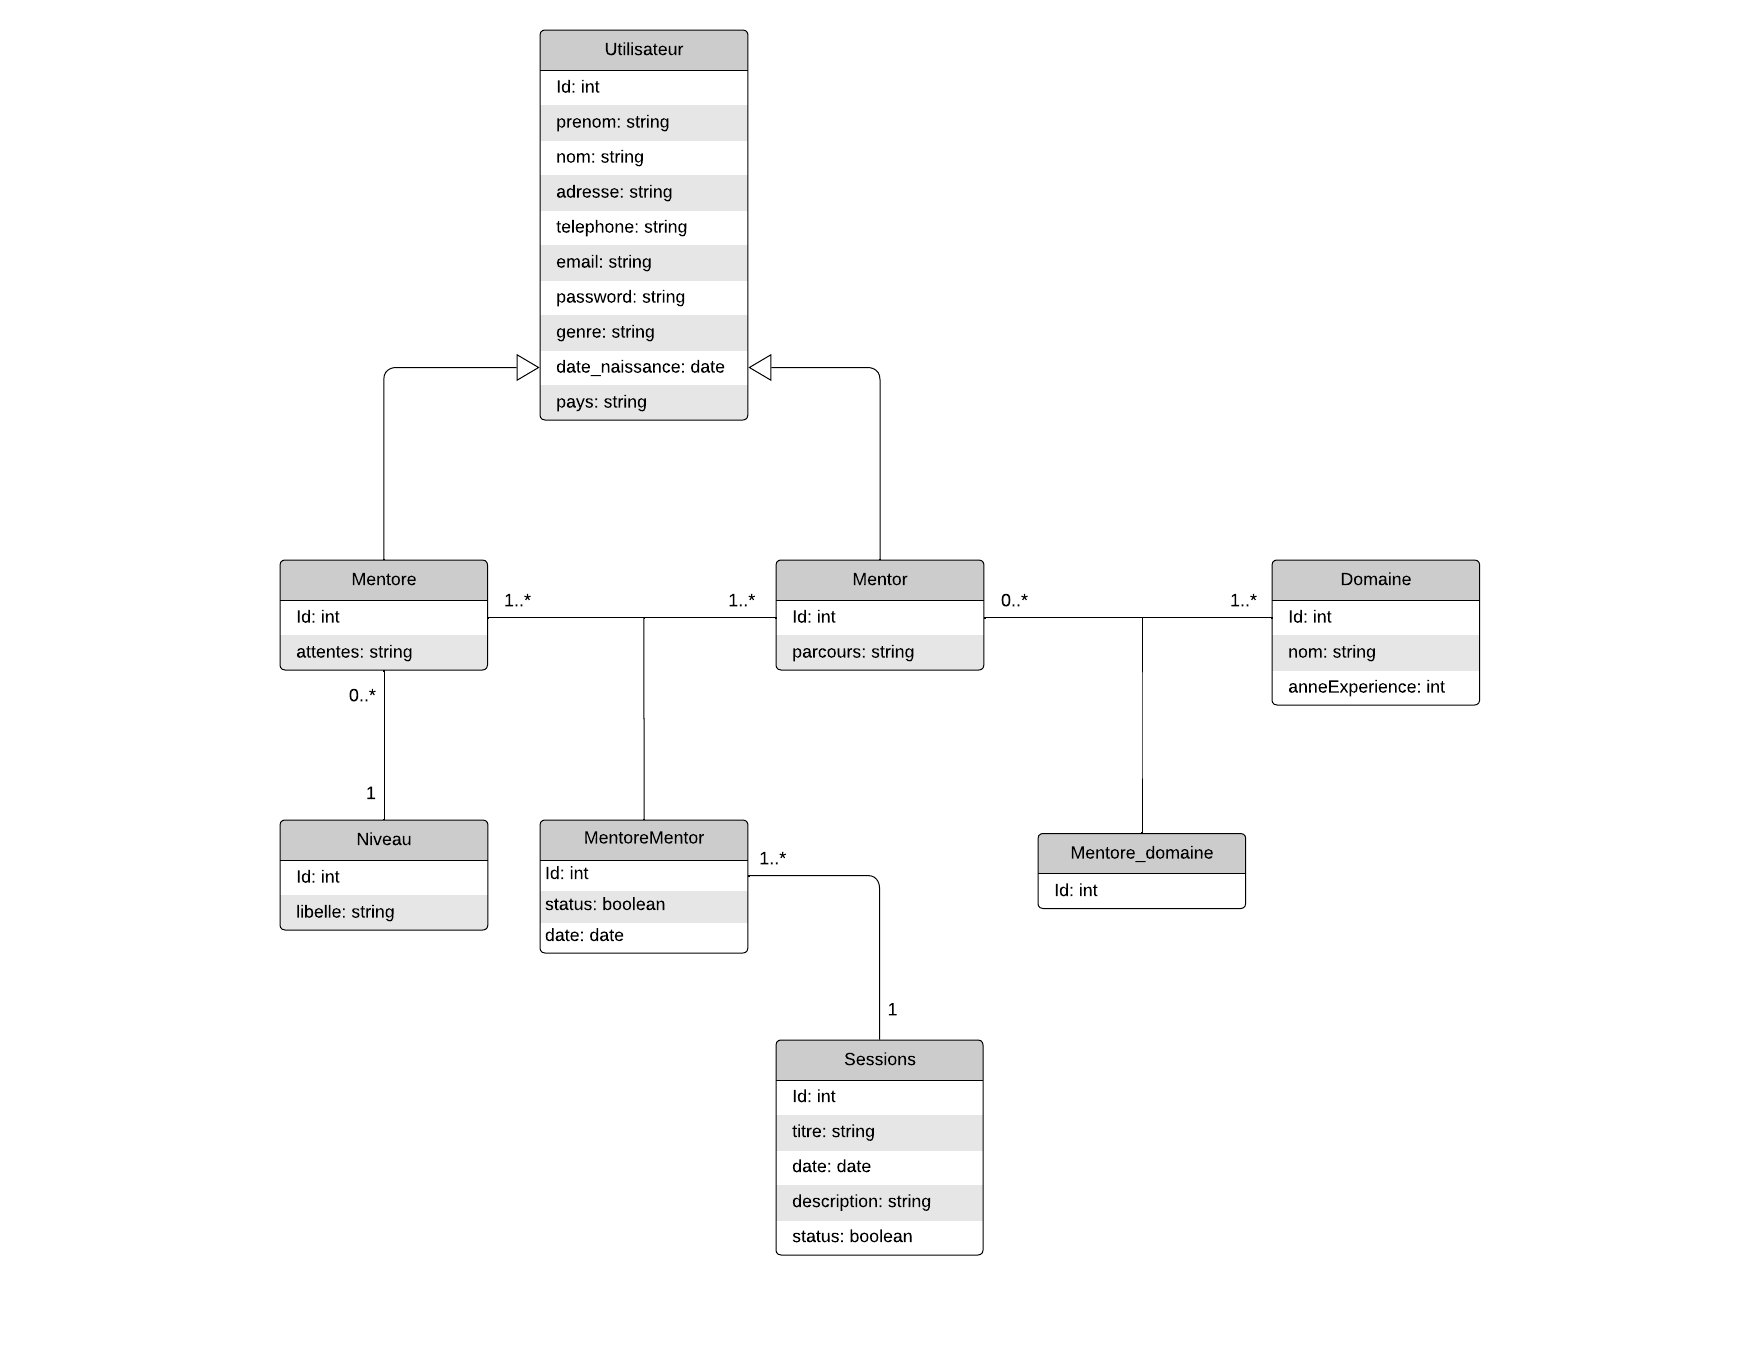 Utilisateur
Id: int
prenom: string
nom: string
adresse: string
telephone: string
email: string
password: string
genre: string
date_naissance: date
pays: string
Mentore
Id: int
attentes: string
1..*
1..*
Mentor
Id: int
parcours: string
0..*
1..*
Domaine
Id: int
nom: string
anneExperience: int
0..*
1
Niveau
Id: int
libelle: string
MentoreMentor
Id: int
status: boolean
date: date
1..*
1
Mentore_domaine
Id: int
Sessions
Id: int
titre: string
date: date
description: string
status: boolean